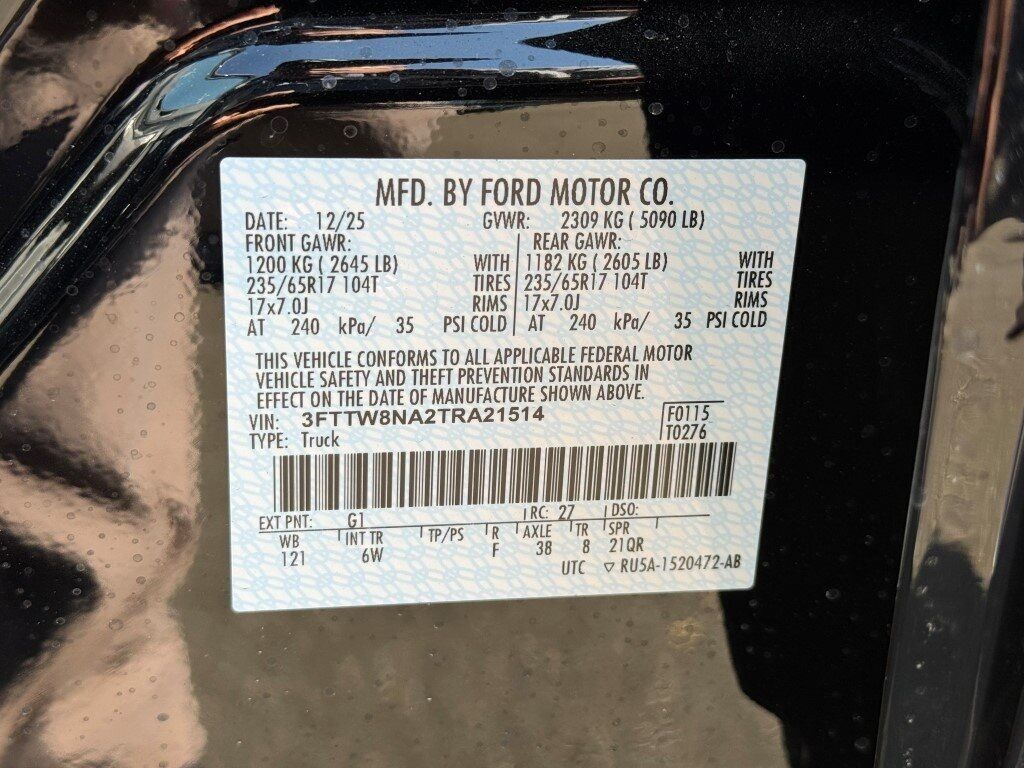 MFD. BY FORD MOTOR CO.
DATE: 12/25 GVWR: 2309 KG ( 5090 LB)
FRONT GAWR: REAR GAWR:
1200 KG ( 2645 LB) WITH 1182 KG ( 2605 LB) WITH
235/65R17 104T TIRES 235/65R17 104T TIRES
17x7.0J RIMS 17x7.0J RIMS
AT 240 kPa/ 35 PSI COLD AT 240 kPa/ 35 PSI COLD
THIS VEHICLE CONFORMS TO ALL APPLICABLE FEDERAL MOTOR
VEHICLE SAFETY AND THEFT PREVENTION STANDARDS IN
EFFECT ON THE DATE OF MANUFACTURE SHOWN ABOVE.
VIN: 3FTTW8NA2TRA21514 F0115
TYPE: Truck T0276
EXT PNT: G1 RC: 27 DSO:
WB INT TR TP/PS R AXLE TR SPR
121 6W F 38 8 21QR
UTC ▽ RU5A-1520472-AB